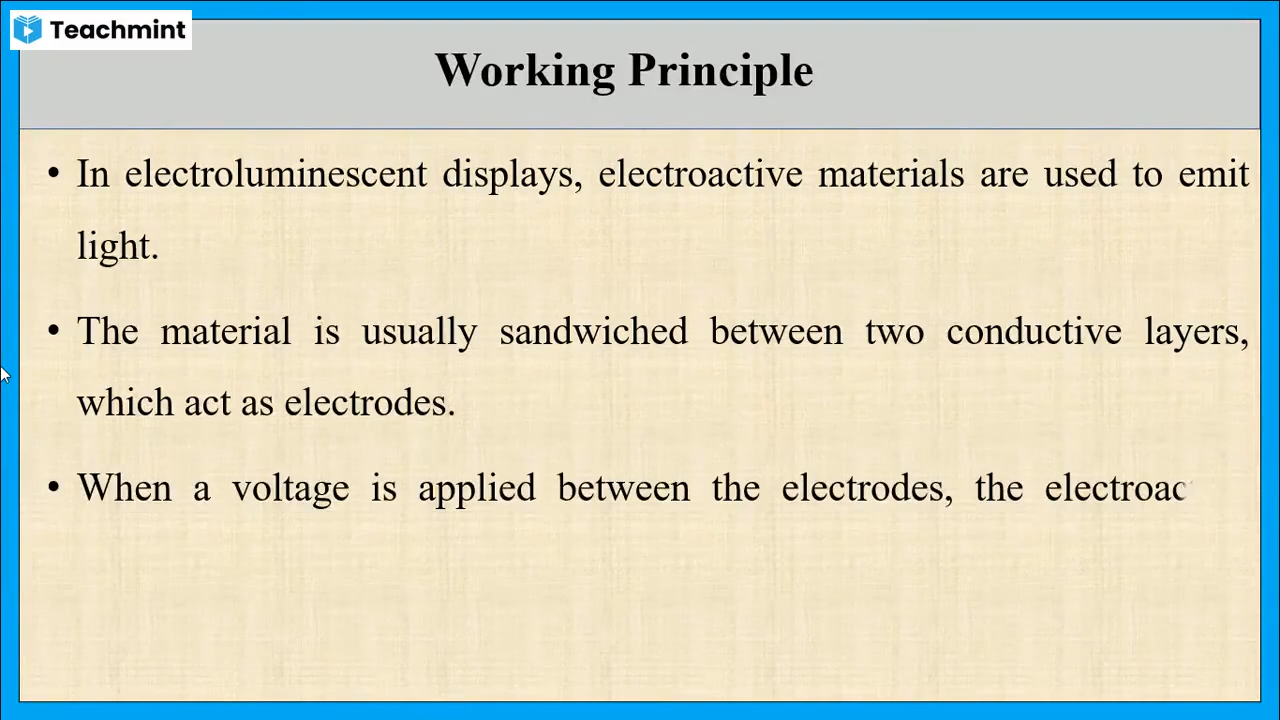 Teachmint
Working Principle
• In electroluminescent displays, electroactive materials are used to emit
light.
• The material is usually sandwiched between two conductive layers,
which act as electrodes.
• When a voltage is applied between the electrodes, the electroac